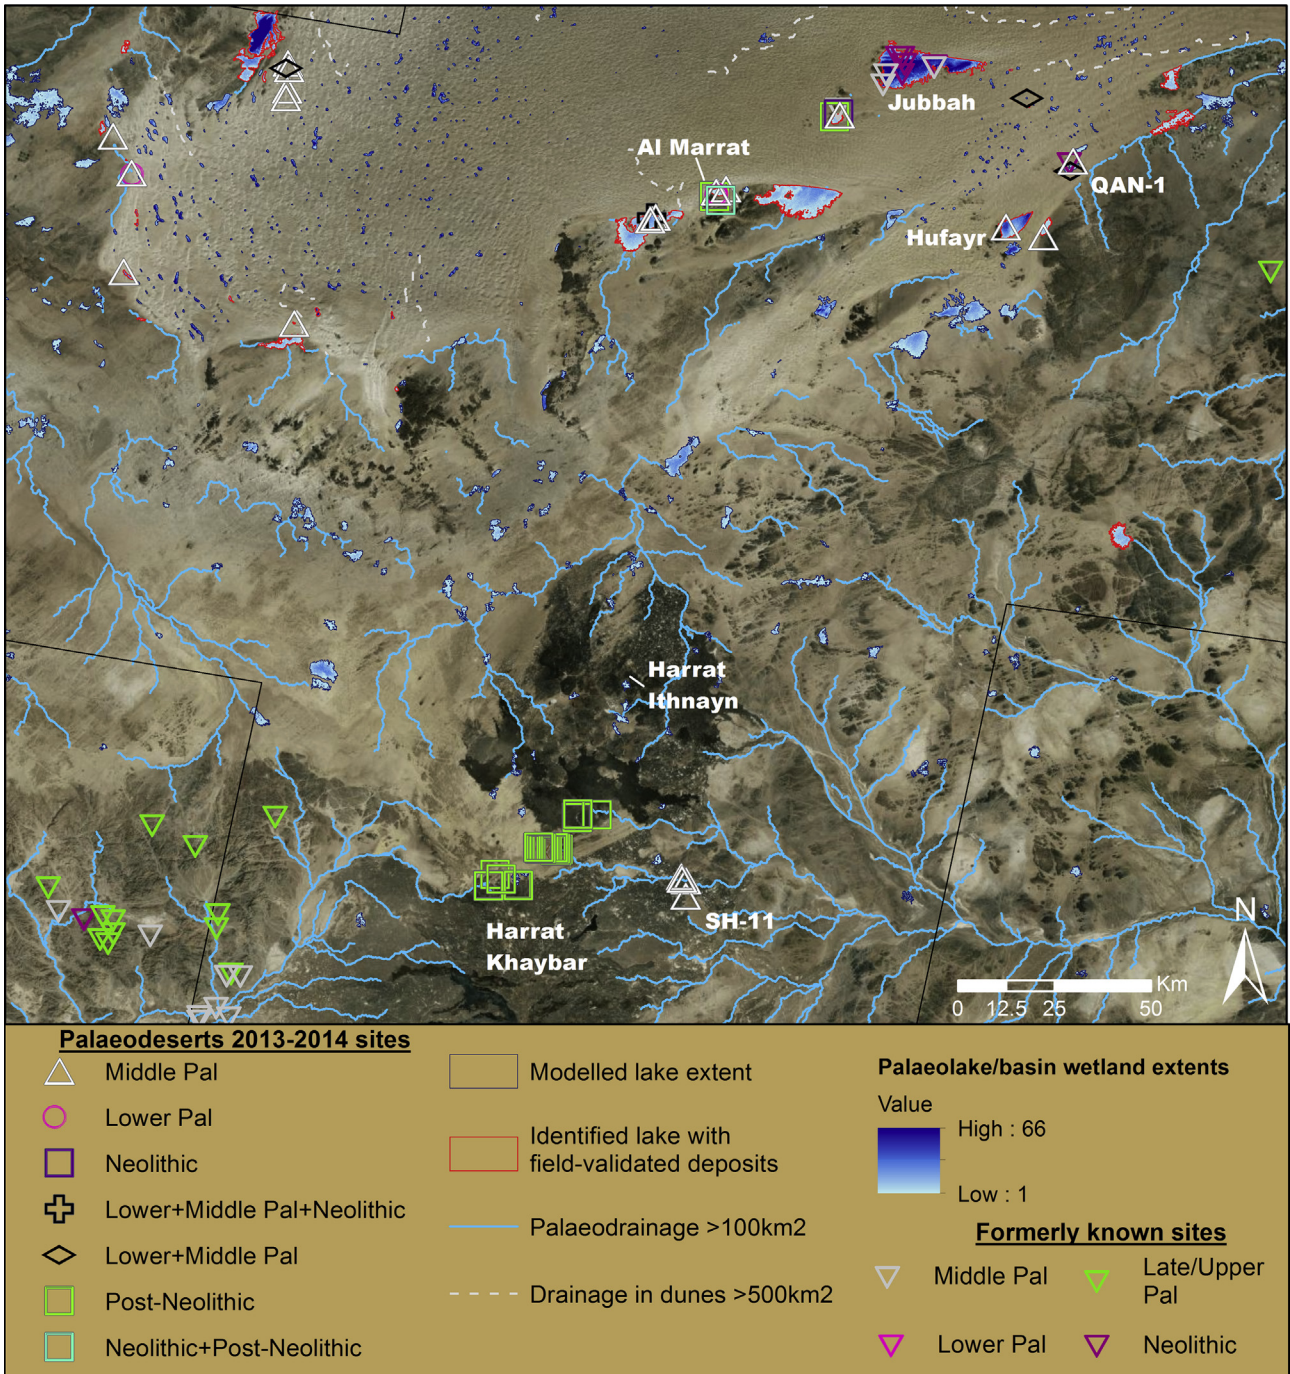 Jubbah
Al Marrat
QAN-1
Hufayr
Harrat
Ithnayn
SH-11
Harrat
Khaybar
N
Km
0 12.5 25 50
Palaeodeserts 2013-2014 sites
Middle Pal
Lower Pal
Neolithic
Lower+Middle Pal+Neolithic
Lower+Middle Pal
Post-Neolithic
Neolithic+Post-Neolithic
Modelled lake extent
Identified lake with
field-validated deposits
Palaeodrainage >100km2
Drainage in dunes >500km2
Palaeolake/basin wetland extents
Value
High : 66
Low : 1
Formerly known sites
Middle Pal
Late/Upper
Pal
Lower Pal
Neolithic